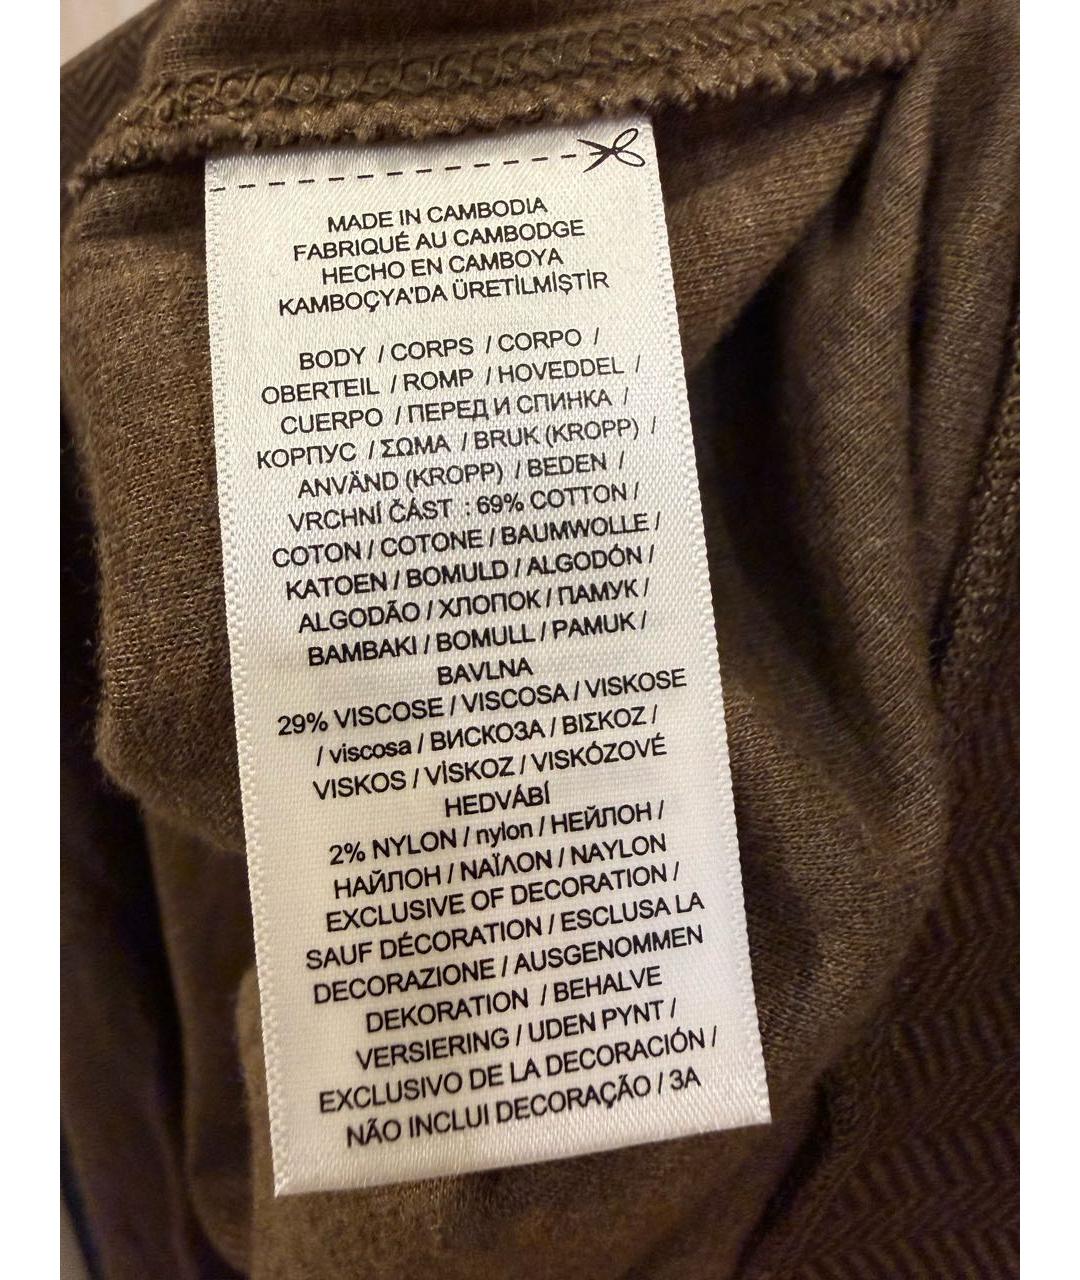 MADE IN CAMBODIA
FABRIQUÉ AU CAMBODGE
HECHO EN CAMBOYA
KAMBOÇYA'DA ÜRETİLMİŞTİR
BODY / CORPS / CORPO /
OBERTEIL / ROMP / HOVEDDEL /
CUERPO / ПЕРЕД И СПИНКА /
КОРПУС / ΣΩΜΑ / BRUK (KROPP) /
ANVÄND (KROPP) / BEDEN /
VRCHNÍ ČÁST : 69% COTTON /
COTON / COTONE / BAUMWOLLE /
KATOEN / BOMULD / ALGODÓN /
ALGODÃO / ХЛОПОК / ПАМУК /
BAMBAKI / BOMULL / PAMUK /
BAVLNA
29% VISCOSE / VISCOSA / VISKOSE
/ viscosa / ВИСКОЗА / ΒΙΣΚΟΖ /
VISKOS / VİSKOZ / VISKÓZOVÉ
HEDVÁBÍ
2% NYLON / nylon / НЕЙЛОН /
НАЙЛОН / ΝΑΪΛΟΝ / NAYLON
EXCLUSIVE OF DECORATION /
SAUF DÉCORATION / ESCLUSA LA
DECORAZIONE / AUSGENOMMEN
DEKORATION / BEHALVE
VERSIERING / UDEN PYNT /
EXCLUSIVO DE LA DECORACIÓN /
NÃO INCLUI DECORAÇÃO / ЗА